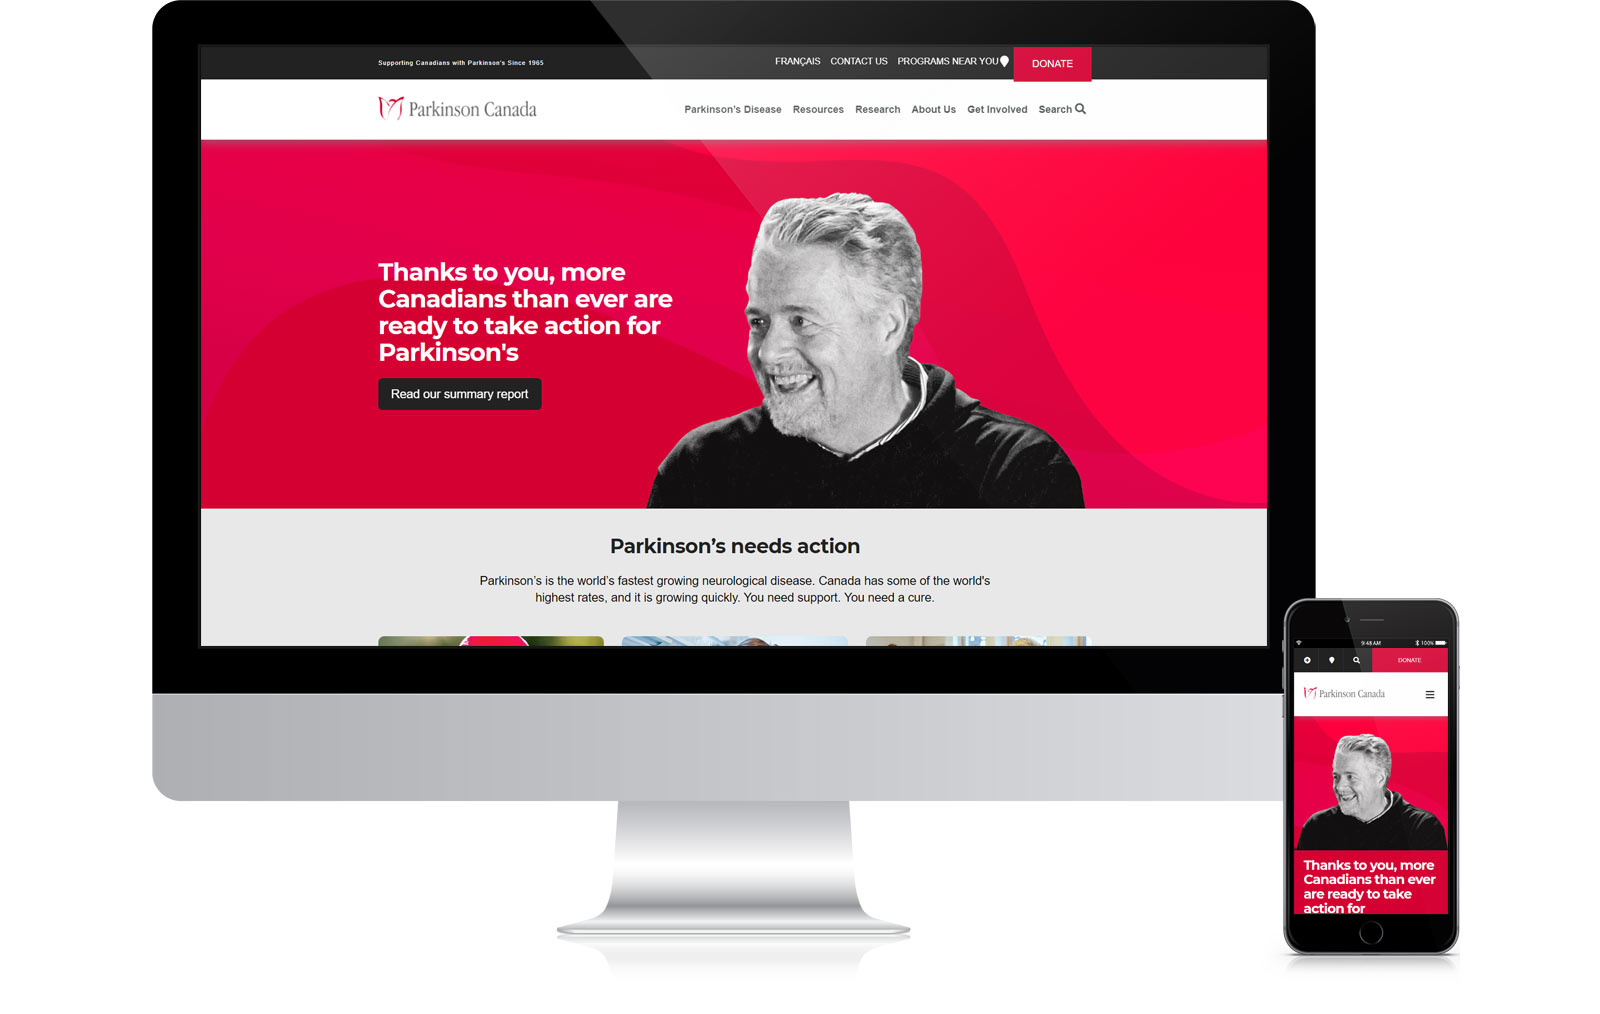 Supporting Canadians with Parkinson's Since 1965
FRANÇAIS CONTACT US PROGRAMS NEAR YOU DONATE
Parkinson Canada
Parkinson's Disease Resources Research About Us Get Involved Search
Thanks to you, more
Canadians than ever are
ready to take action for
Parkinson's
Read our summary report
Parkinson’s needs action
Parkinson’s is the world’s fastest growing neurological disease. Canada has some of the world's
highest rates, and it is growing quickly. You need support. You need a cure.
9:48 AM 100%
DONATE
Parkinson Canada
Thanks to you, more
Canadians than ever
are ready to take
action for